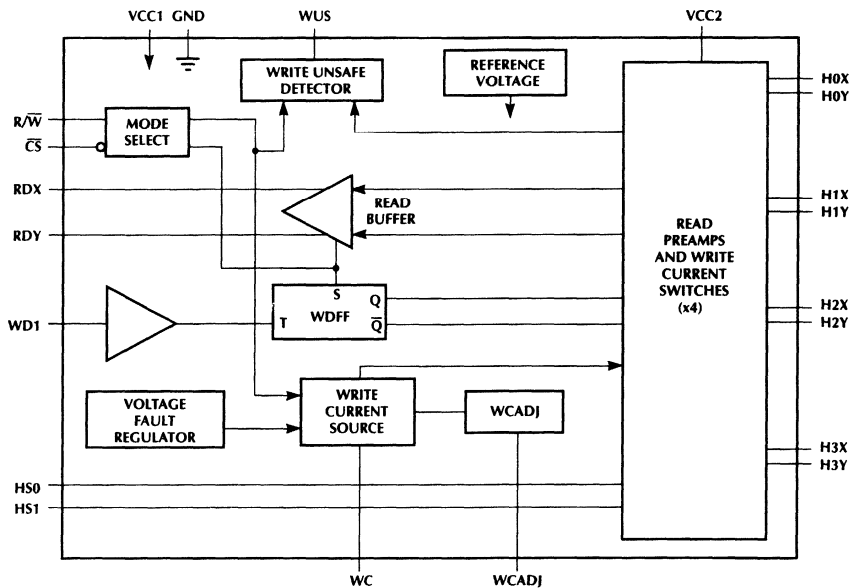 VCC1 GND WUS VCC2
WRITE UNSAFE
DETECTOR
REFERENCE
VOLTAGE
H0X
H0Y
R/W̅
C̅S̅
MODE
SELECT
RDX
RDY
READ
BUFFER
H1X
H1Y
READ
PREAMPS
AND WRITE
CURRENT
SWITCHES
(x4)
S
T WDFF Q
Q̅
WD1
H2X
H2Y
VOLTAGE
FAULT
REGULATOR
WRITE
CURRENT
SOURCE
WCADJ
H3X
H3Y
HS0
HS1
WC WCADJ